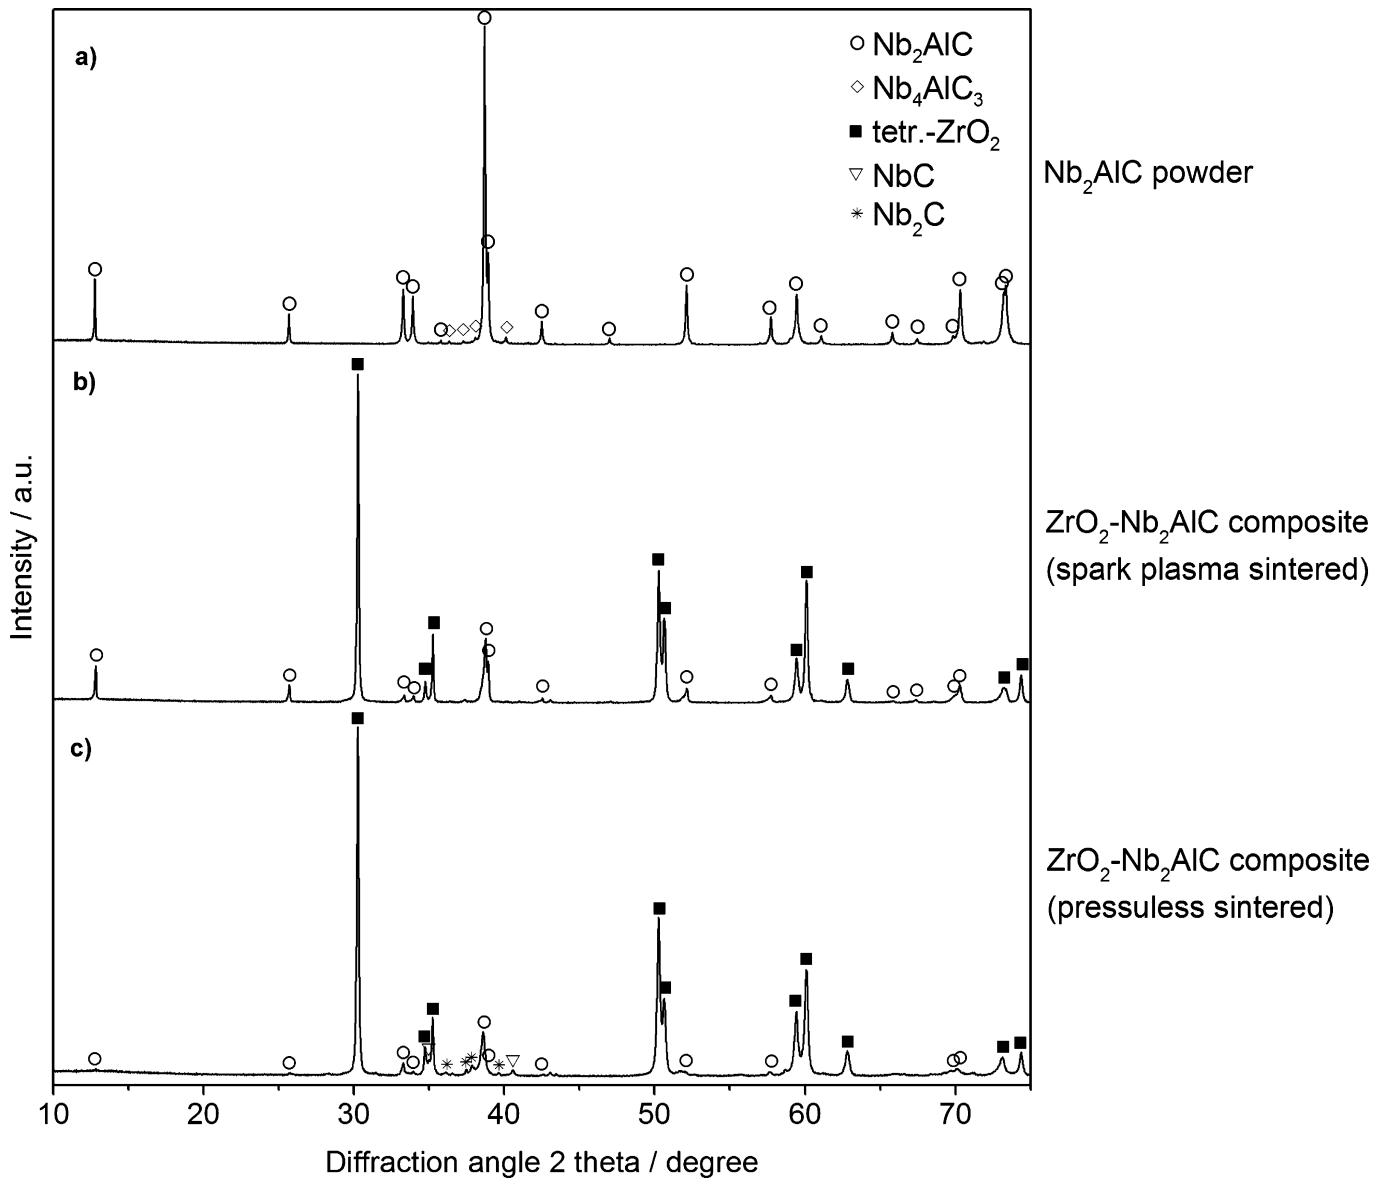 a)
Nb₂AlC
Nb₄AlC₃
tetr.-ZrO₂
NbC
Nb₂C
Nb₂AlC powder
b)
ZrO₂-Nb₂AlC composite
(spark plasma sintered)
c)
ZrO₂-Nb₂AlC composite
(pressuless sintered)
Intensity / a.u.
10 20 30 40 50 60 70
Diffraction angle 2 theta / degree